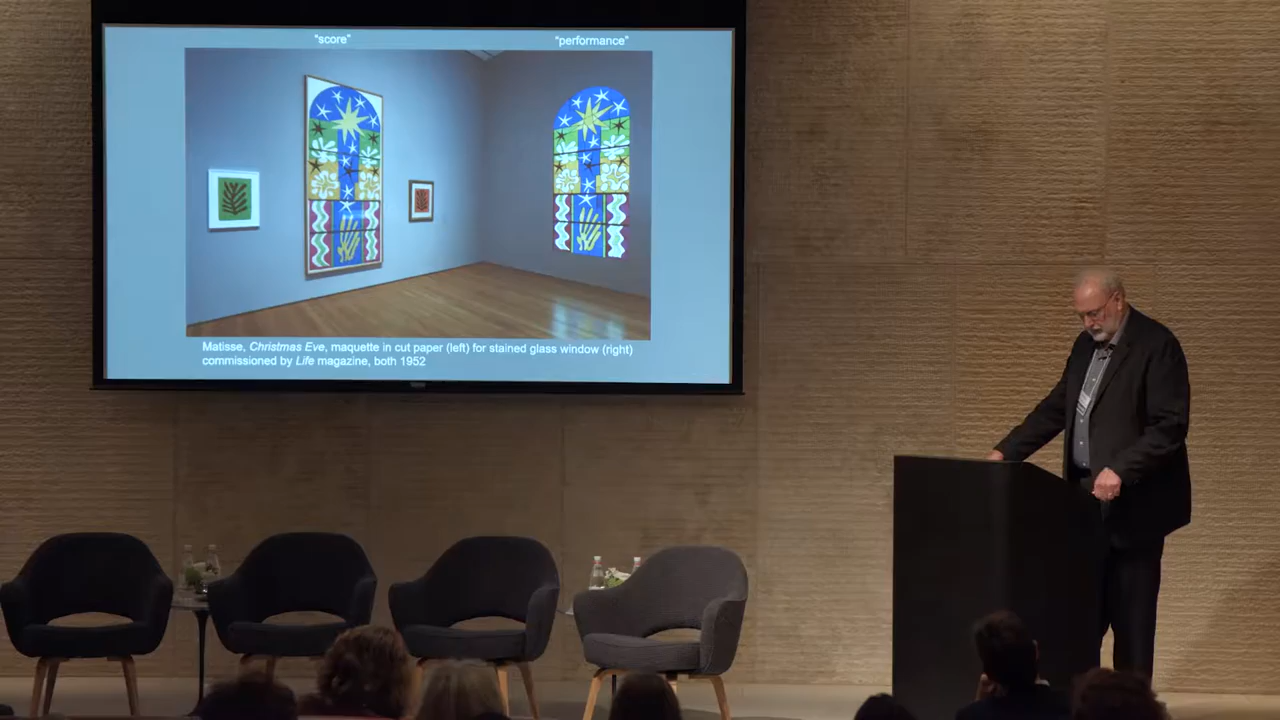 "score"
"performance"
Matisse, Christmas Eve, maquette in cut paper (left) for stained glass window (right)
commissioned by Life magazine, both 1952